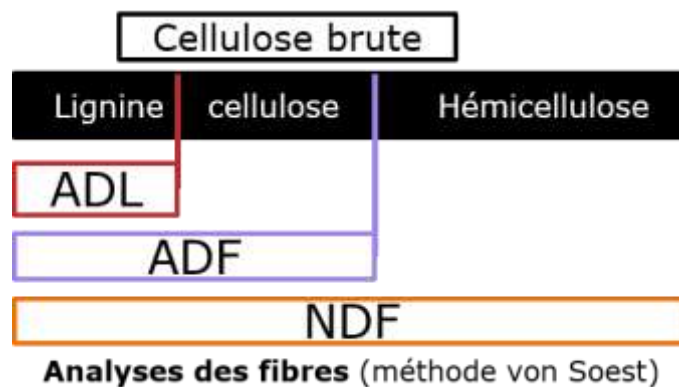 Cellulose brute
Lignine cellulose Hémicellulose
ADL
ADF
NDF
Analyses des fibres (méthode von Soest)